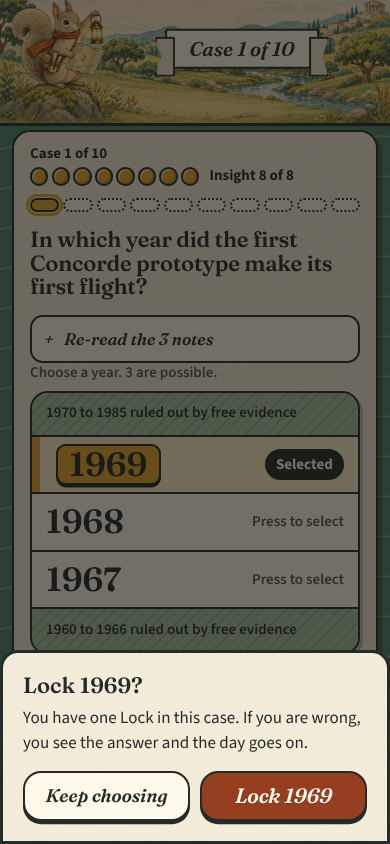 Case 1 of 10
Case 1 of 10
Insight 8 of 8
In which year did the first
Concorde prototype make its
first flight?
+ Re-read the 3 notes
Choose a year. 3 are possible.
1970 to 1985 ruled out by free evidence
1969
Selected
1968
Press to select
1967
Press to select
1960 to 1966 ruled out by free evidence
Lock 1969?
You have one Lock in this case. If you are wrong,
you see the answer and the day goes on.
Keep choosing
Lock 1969